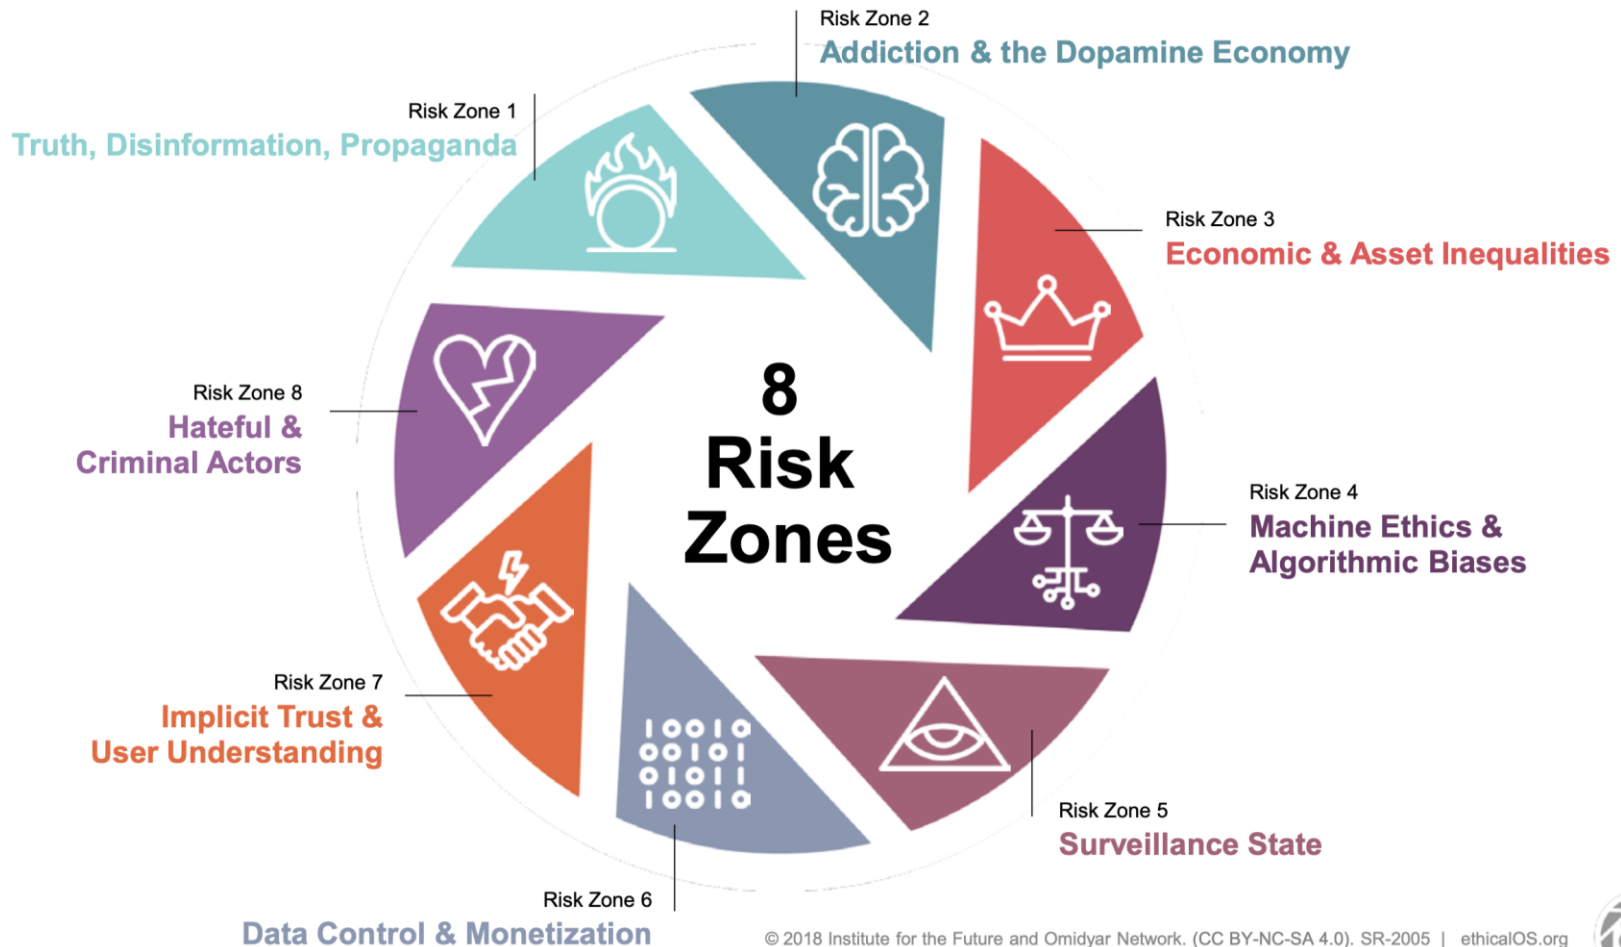 Risk Zone 1
Truth, Disinformation, Propaganda
Risk Zone 2
Addiction & the Dopamine Economy
Risk Zone 3
Economic & Asset Inequalities
Risk Zone 4
Machine Ethics &
Algorithmic Biases
Risk Zone 5
Surveillance State
Risk Zone 6
Data Control & Monetization
Risk Zone 7
Implicit Trust &
User Understanding
Risk Zone 8
Hateful &
Criminal Actors
8
Risk
Zones
10010
00101
01011
10010
© 2018 Institute for the Future and Omidyar Network. (CC BY-NC-SA 4.0). SR-2005 | ethicalOS.org